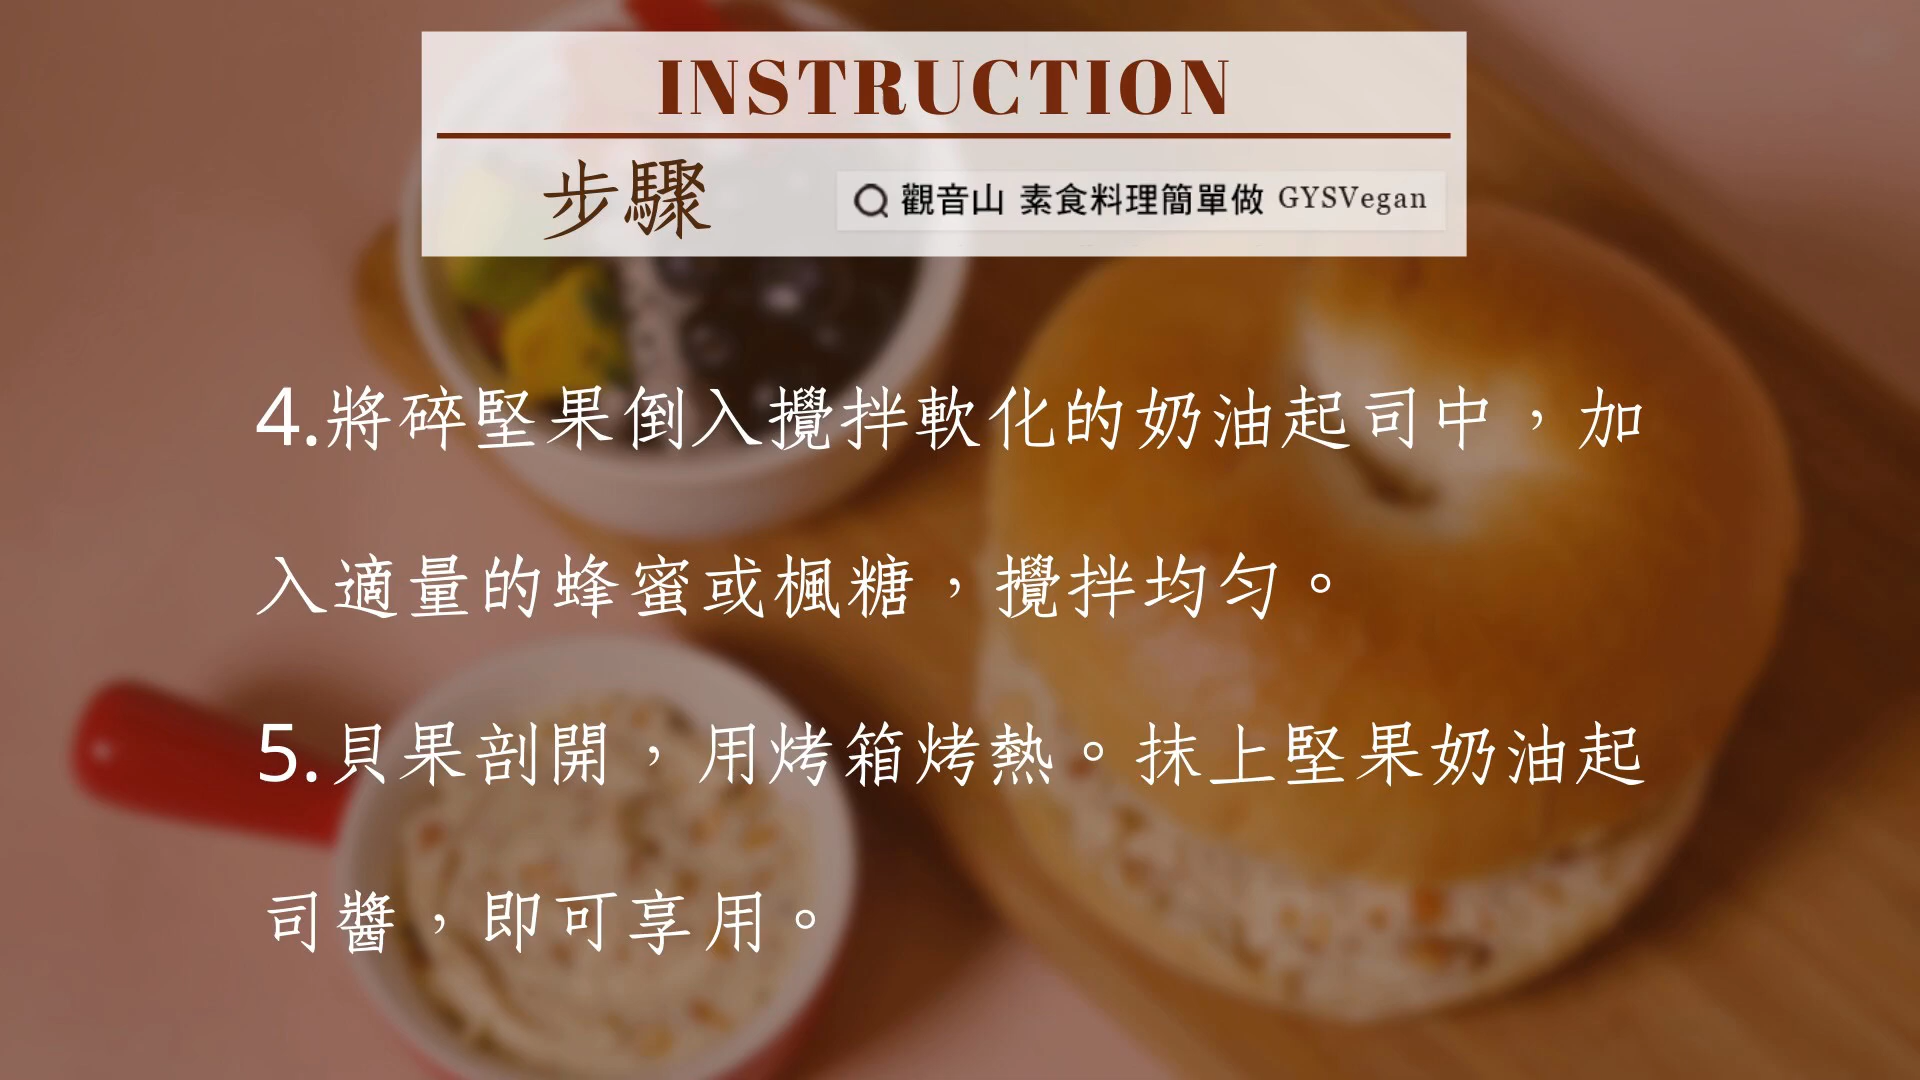 INSTRUCTION
步驟
觀音山 素食料理簡單做 GYSVegan
4.將碎堅果倒入攪拌軟化的奶油起司中，加
入適量的蜂蜜或楓糖，攪拌均勻。
5.貝果剖開，用烤箱烤熱。抹上堅果奶油起
司醬，即可享用。